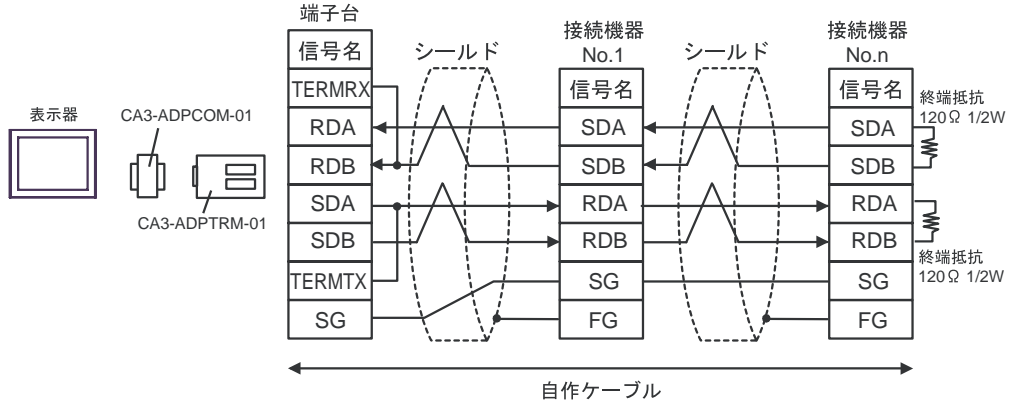 表示器
CA3-ADPCOM-01
CA3-ADPTRM-01
端子台
信号名
TERMRX
RDA
RDB
SDA
SDB
TERMTX
SG
シールド
接続機器
No.1
信号名
SDA
SDB
RDA
RDB
SG
FG
シールド
接続機器
No.n
信号名
SDA
SDB
RDA
RDB
SG
FG
終端抵抗
120Ω 1/2W
終端抵抗
120Ω 1/2W
自作ケーブル